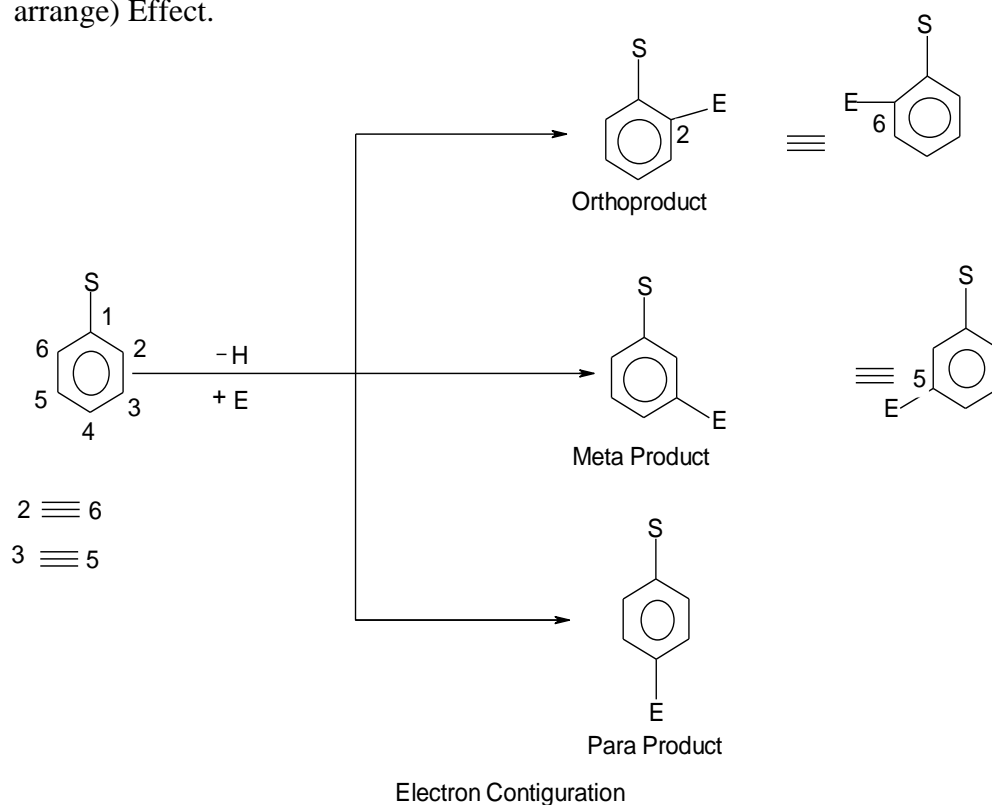 arrange) Effect.
S
S
E
2
E
6
Orthoproduct
S
S
1
6
2
5
3
4
– H
+ E
E
5
E
Meta Product
S
2 ≡ 6
3 ≡ 5
S
E
Para Product
Electron Contiguration